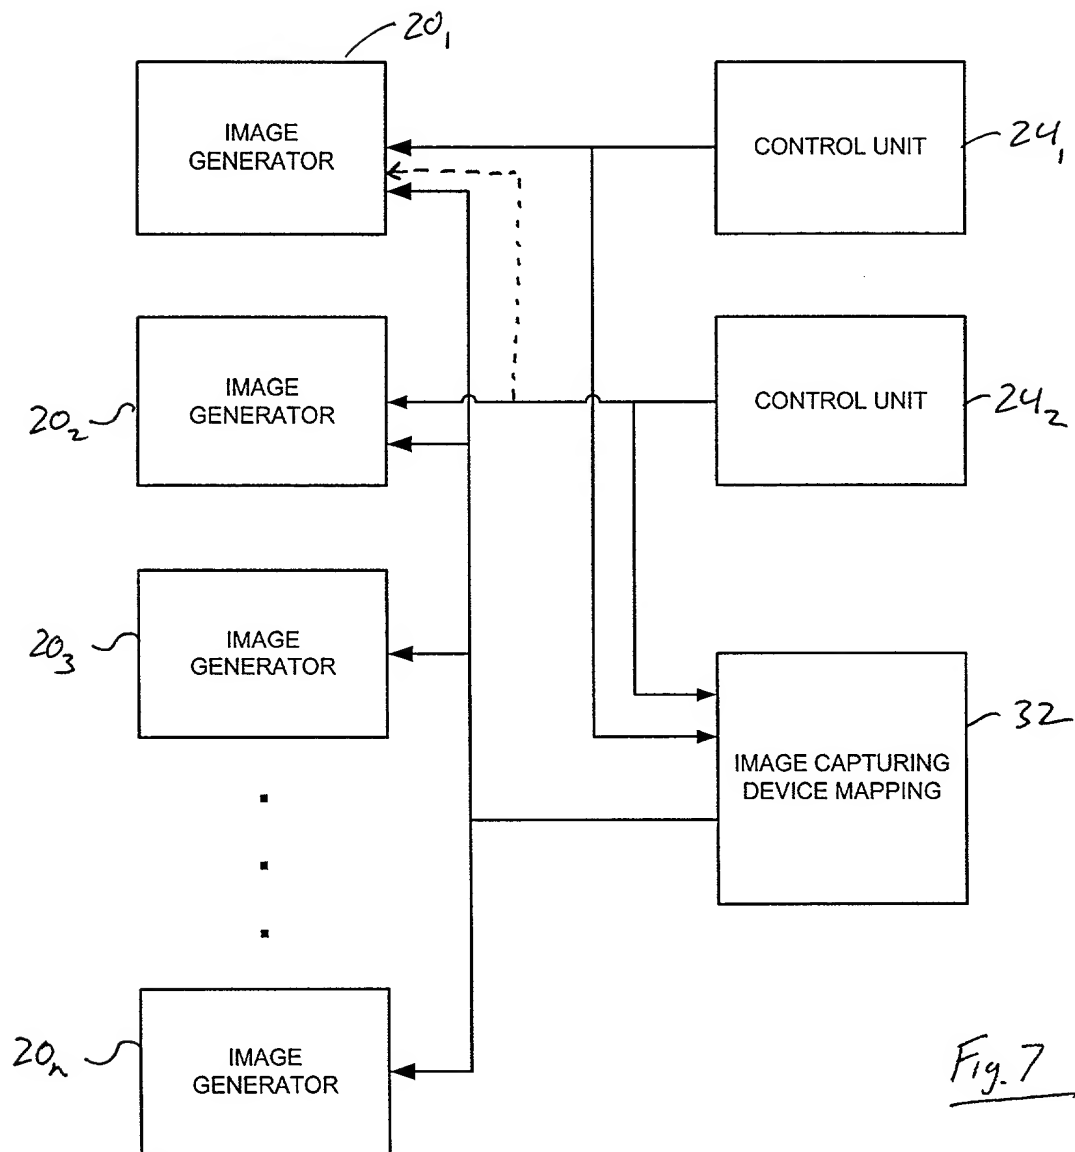 20₁
IMAGE
GENERATOR
CONTROL UNIT
24₁
IMAGE
GENERATOR
20₂
CONTROL UNIT
24₂
IMAGE
GENERATOR
20₃
IMAGE CAPTURING
DEVICE MAPPING
32
IMAGE
GENERATOR
20ₙ
Fig. 7